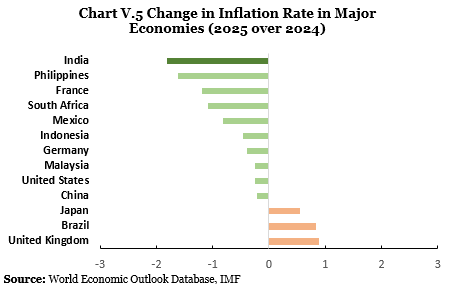 Chart V.5 Change in Inflation Rate in Major
Economies (2025 over 2024)
India
Philippines
France
South Africa
Mexico
Indonesia
Germany
Malaysia
United States
China
Japan
Brazil
United Kingdom
-3 -2 -1 0 1 2 3
Source: World Economic Outlook Database, IMF